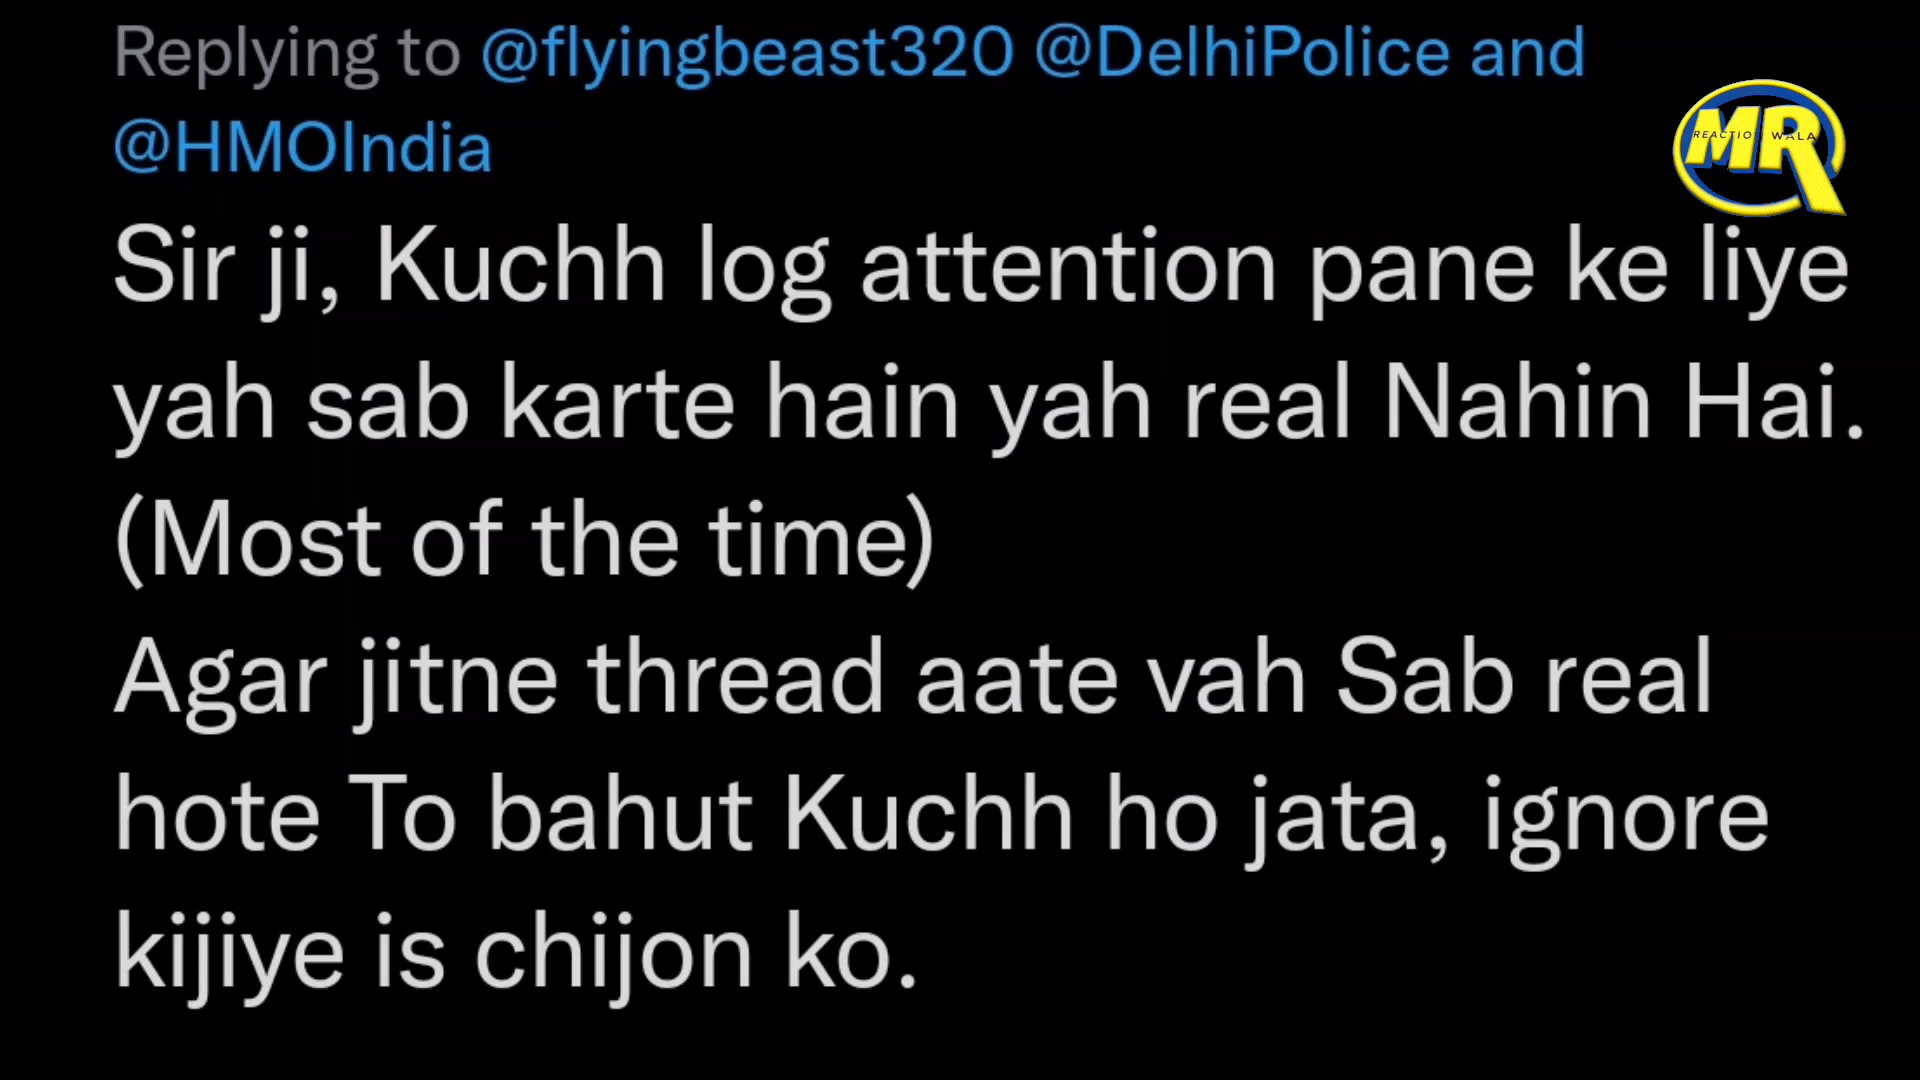 Replying to @flyingbeast320 @DelhiPolice and
@HMOIndia
MR
REACTION WALA
Sir ji, Kuchh log attention pane ke liye
yah sab karte hain yah real Nahin Hai.
(Most of the time)
Agar jitne thread aate vah Sab real
hote To bahut Kuchh ho jata, ignore
kijiye is chijon ko.